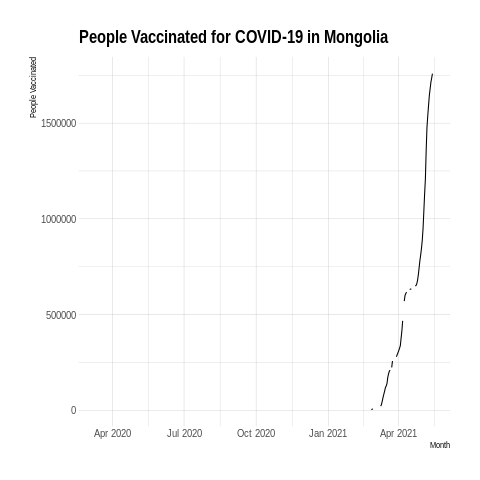 People Vaccinated for COVID-19 in Mongolia
People Vaccinated
1500000
1000000
500000
0
Apr 2020 Jul 2020 Oct 2020 Jan 2021 Apr 2021
Month